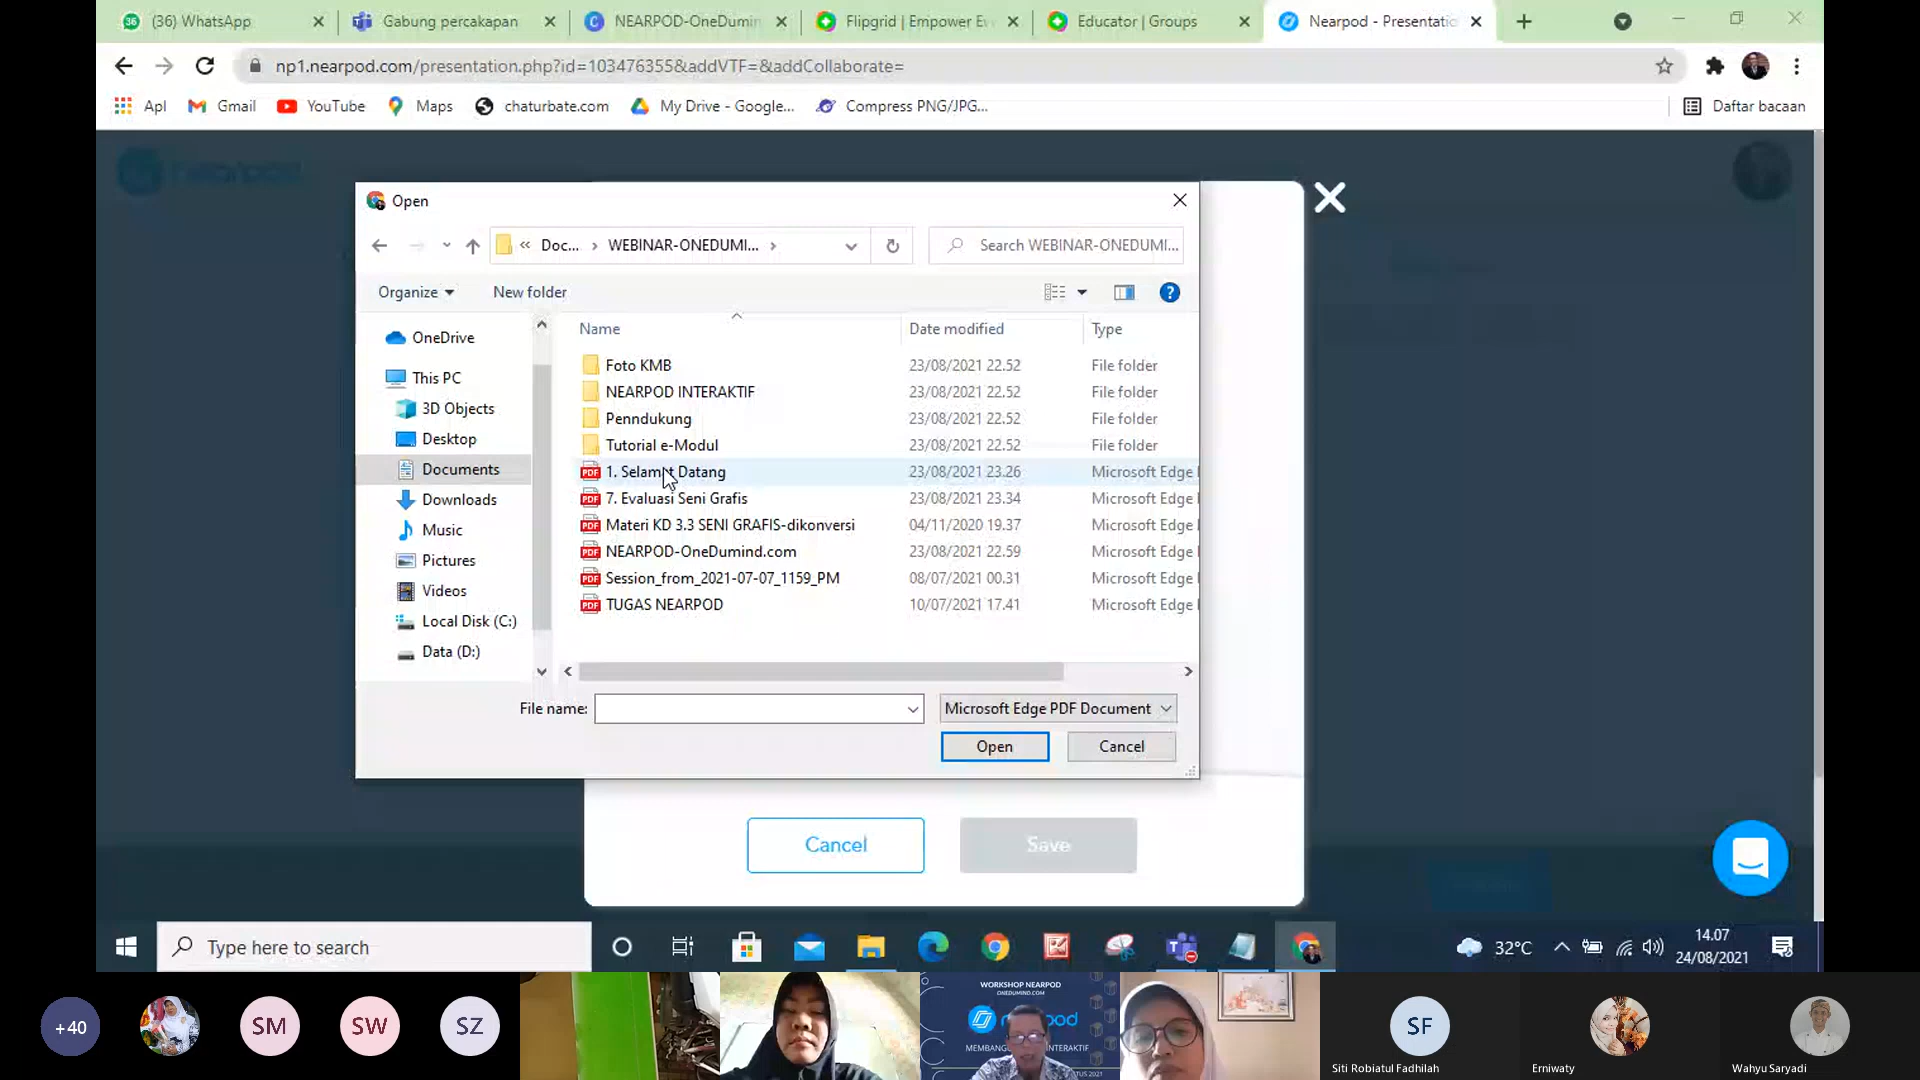 (36) WhatsApp
Gabung percakapan
NEARPOD-OneDumin
Flipgrid | Empower Ev
Educator | Groups
Nearpod - Presentatio
np1.nearpod.com/presentation.php?id=103476355&addVTF=&addCollaborate=
Apl
Gmail
YouTube
Maps
chaturbate.com
My Drive - Google...
Compress PNG/JPG...
Daftar bacaan
Open
« Doc... › WEBINAR-ONEDUMI... ›
Search WEBINAR-ONEDUMI...
Organize
New folder
Name Date modified Type
OneDrive
This PC
3D Objects
Desktop
Documents
Downloads
Music
Pictures
Videos
Local Disk (C:)
Data (D:)
Foto KMB 23/08/2021 22.52 File folder
NEARPOD INTERAKTIF 23/08/2021 22.52 File folder
Penndukung 23/08/2021 22.52 File folder
Tutorial e-Modul 23/08/2021 22.52 File folder
1. Selamat Datang 23/08/2021 23.26 Microsoft Edge
7. Evaluasi Seni Grafis 23/08/2021 23.34 Microsoft Edge
Materi KD 3.3 SENI GRAFIS-dikonversi 04/11/2020 19.37 Microsoft Edge
NEARPOD-OneDumind.com 23/08/2021 22.59 Microsoft Edge
Session_from_2021-07-07_1159_PM 08/07/2021 00.31 Microsoft Edge
TUGAS NEARPOD 10/07/2021 17.41 Microsoft Edge
File name:
Microsoft Edge PDF Document
Open
Cancel
Cancel
Save
Type here to search
32°C
14.07
24/08/2021
+40
SM
SW
SZ
WORKSHOP NEARPOD
ONEDUMIND.COM
MEMBANG
INTERAKTIF
SF
Siti Robiatul Fadhilah
Erniwaty
Wahyu Saryadi